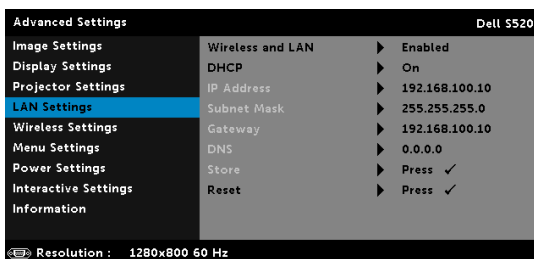 Advanced Settings Dell S520
Image Settings Wireless and LAN Enabled
Display Settings DHCP On
Projector Settings IP Address 192.168.100.10
LAN Settings Subnet Mask 255.255.255.0
Wireless Settings Gateway 192.168.100.10
Menu Settings DNS 0.0.0.0
Power Settings Store Press ✓
Interactive Settings Reset Press ✓
Information
Resolution : 1280x800 60 Hz